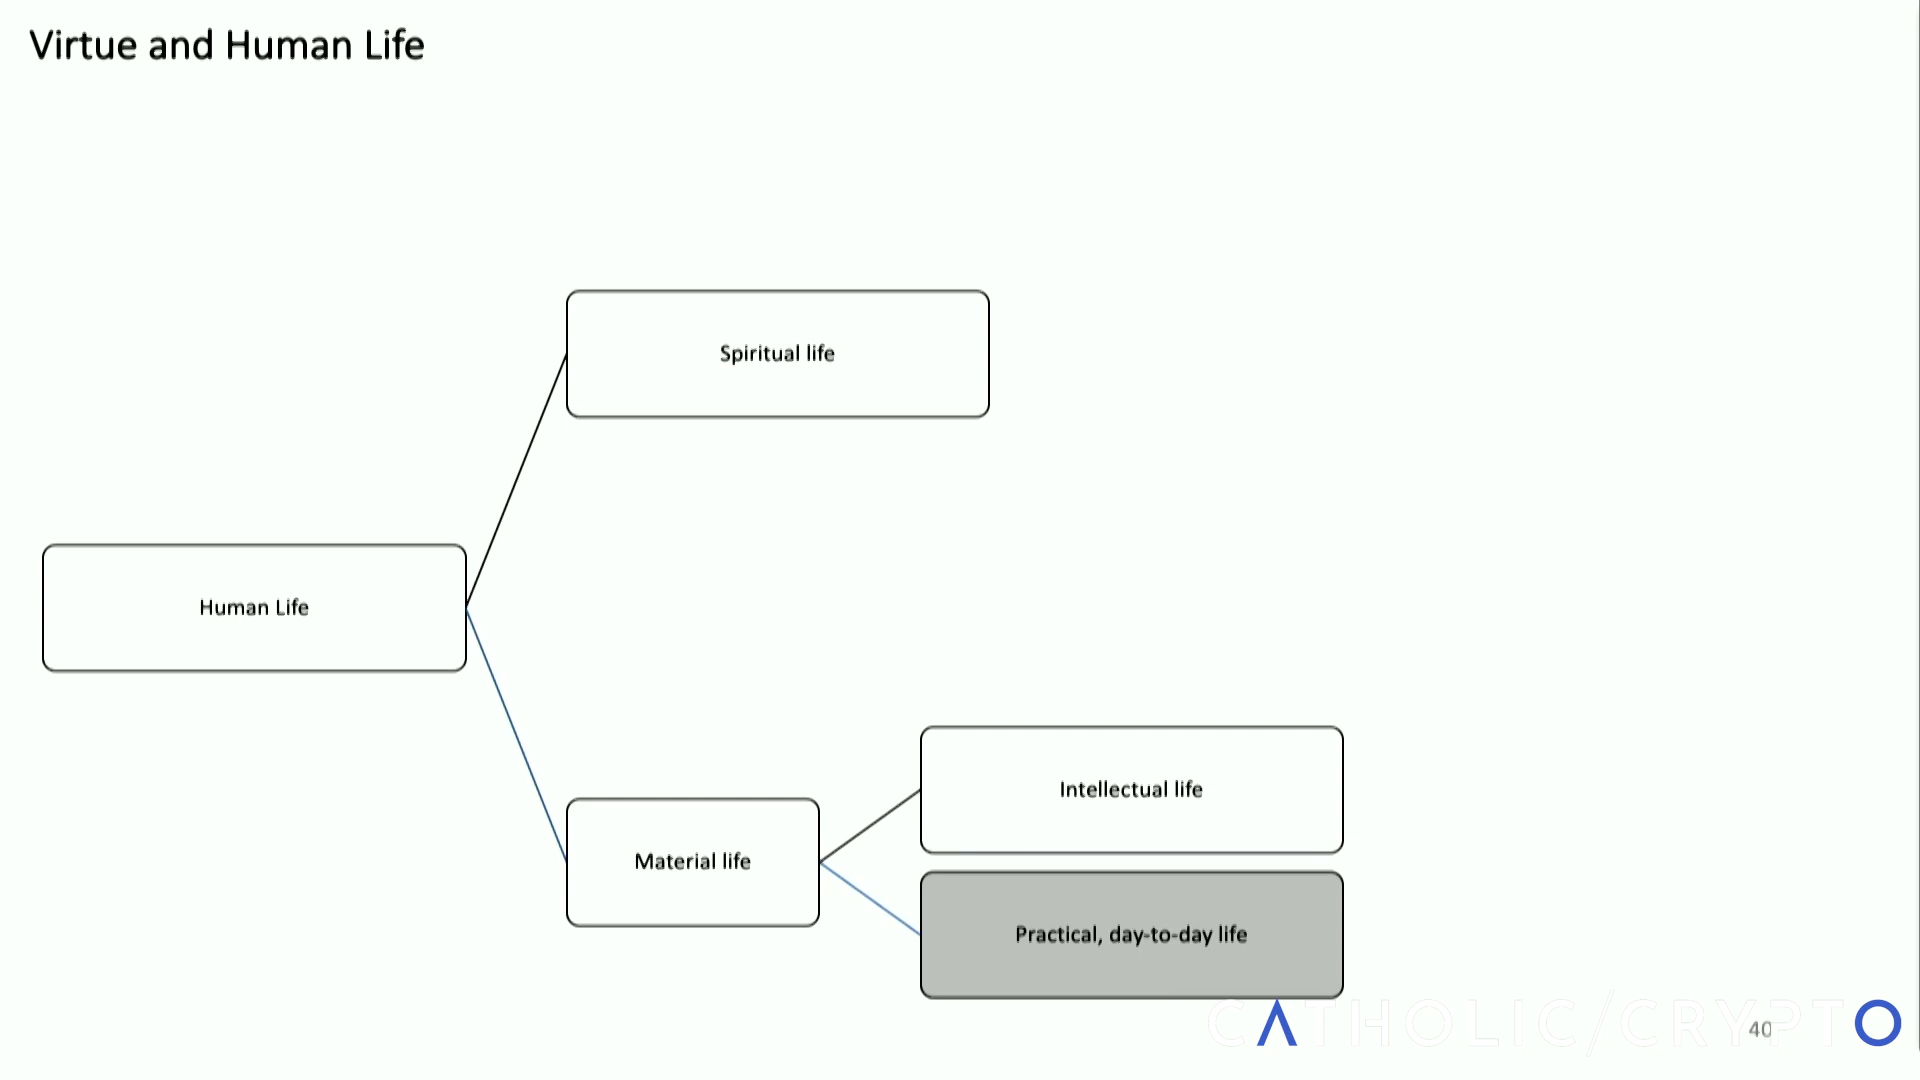 Virtue and Human Life
Spiritual life
Human Life
Intellectual life
Material life
Practical, day-to-day life
CATHOLIC/CRYPTO
40